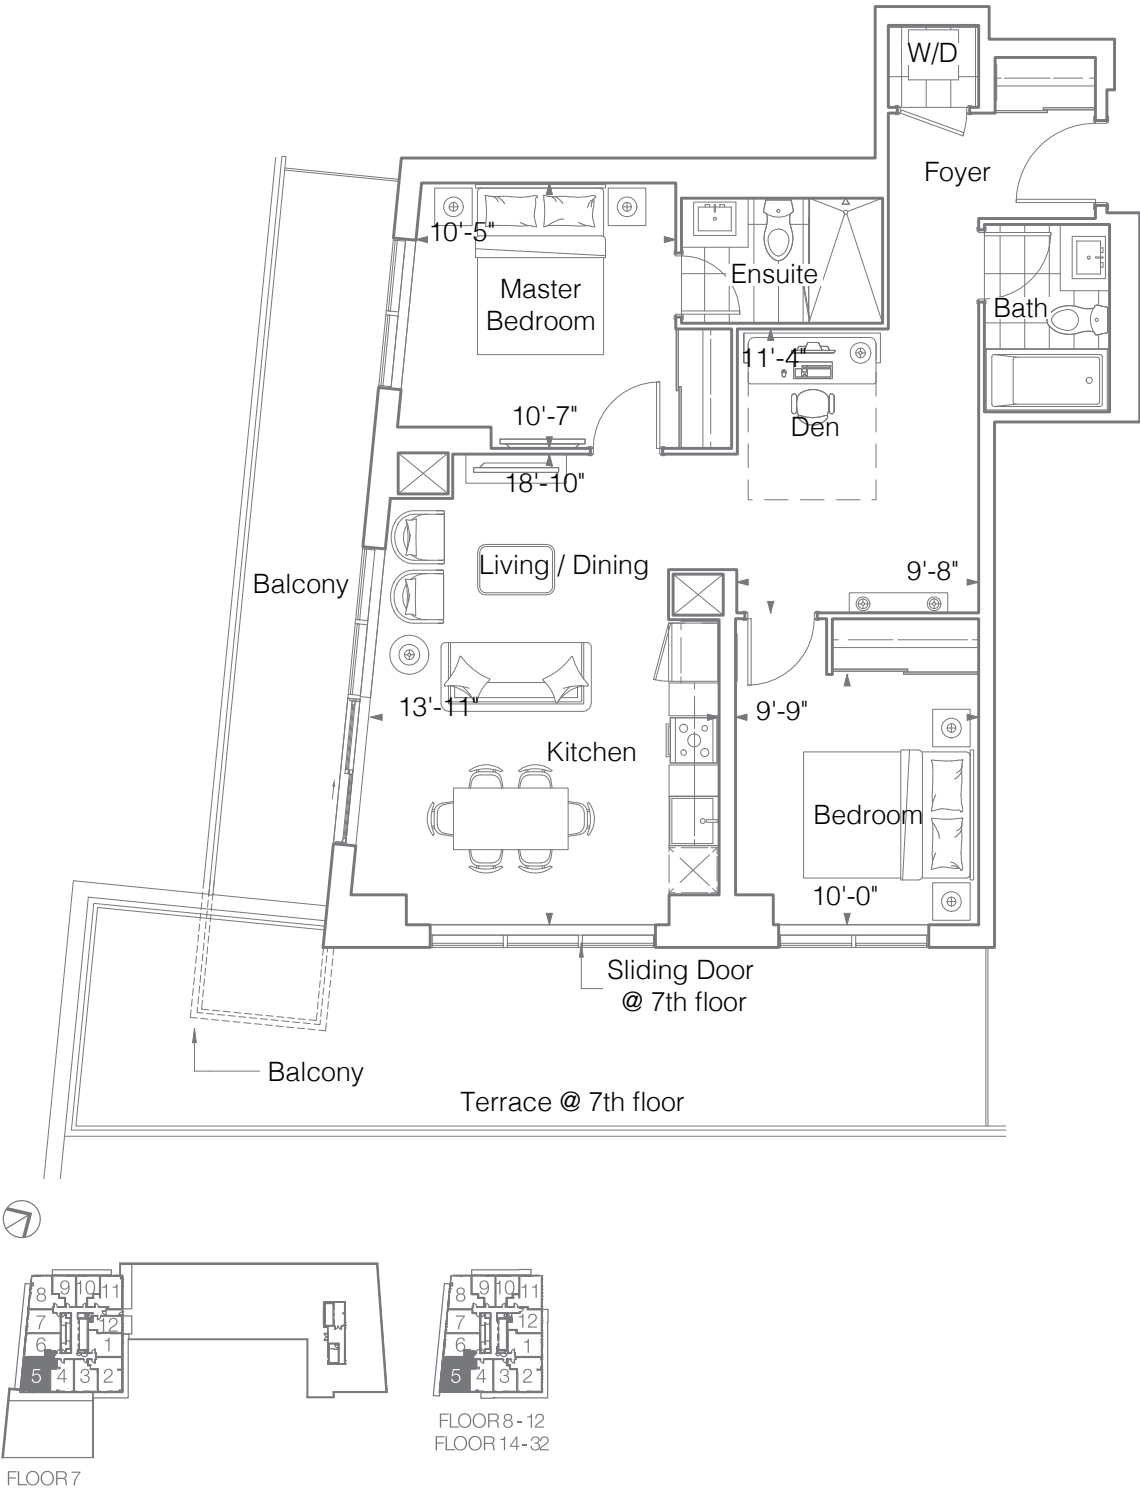 W/D
Foyer
10'-5"
Ensuite
Master
Bedroom
Bath
11'-4"
10'-7"
Den
18'-10"
Living / Dining
9'-8"
Balcony
13'-11"
9'-9"
Kitchen
Bedroom
10'-0"
Sliding Door
@ 7th floor
Balcony
Terrace @ 7th floor
8 9 10 11
7 12
6 1
5 4 3 2
8 9 10 11
7 12
6 1
5 4 3 2
FLOOR 8 - 12
FLOOR 14 - 32
FLOOR 7